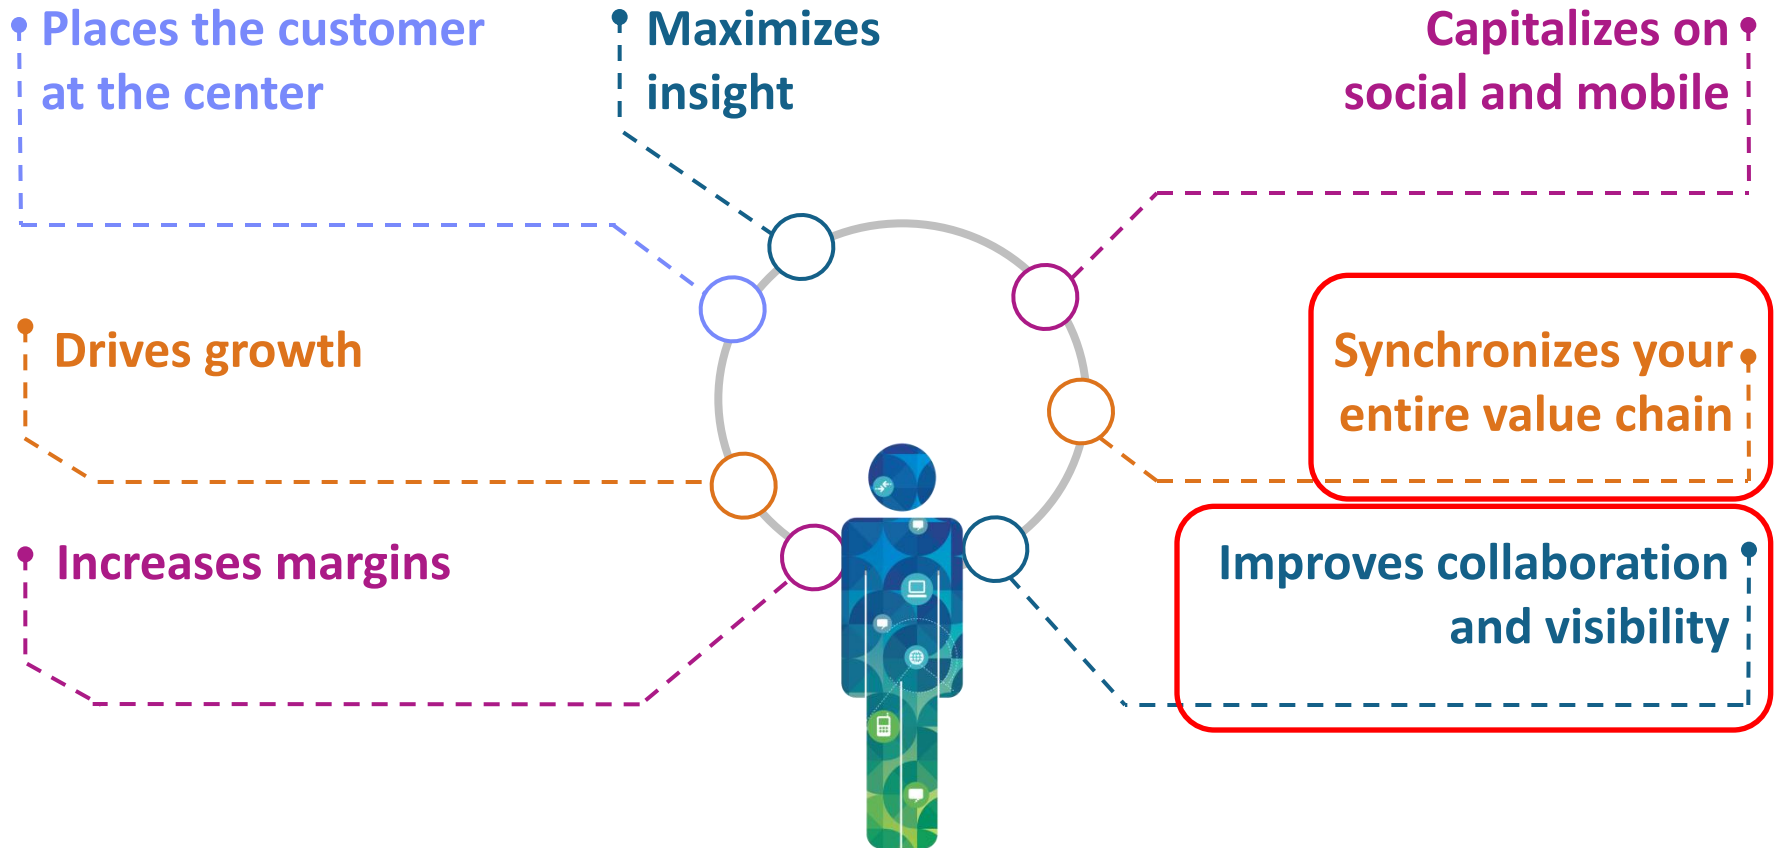 Places the customer
at the center
Maximizes
insight
Capitalizes on
social and mobile
Drives growth
Synchronizes your
entire value chain
Increases margins
Improves collaboration
and visibility